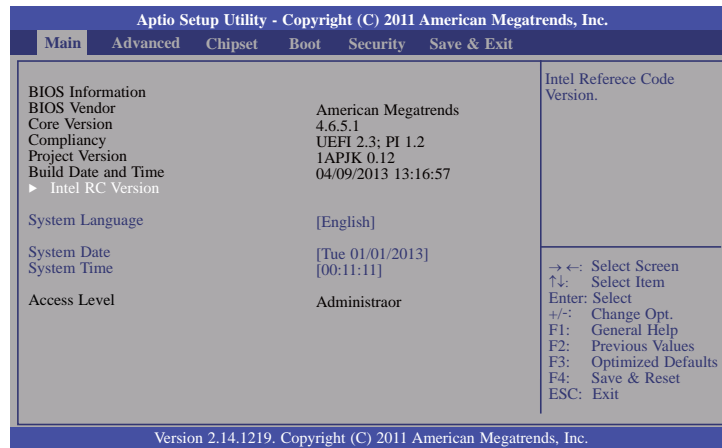 Aptio Setup Utility - Copyright (C) 2011 American Megatrends, Inc.
Main Advanced Chipset Boot Security Save & Exit
BIOS Information
BIOS Vendor American Megatrends
Core Version 4.6.5.1
Compliancy UEFI 2.3; PI 1.2
Project Version 1APJK 0.12
Build Date and Time 04/09/2013 13:16:57
► Intel RC Version
System Language [English]
System Date [Tue 01/01/2013]
System Time [00:11:11]
Access Level Administraor
Intel Referece Code
Version.
→ ←: Select Screen
↑↓: Select Item
Enter: Select
+/-: Change Opt.
F1: General Help
F2: Previous Values
F3: Optimized Defaults
F4: Save & Reset
ESC: Exit
Version 2.14.1219. Copyright (C) 2011 American Megatrends, Inc.